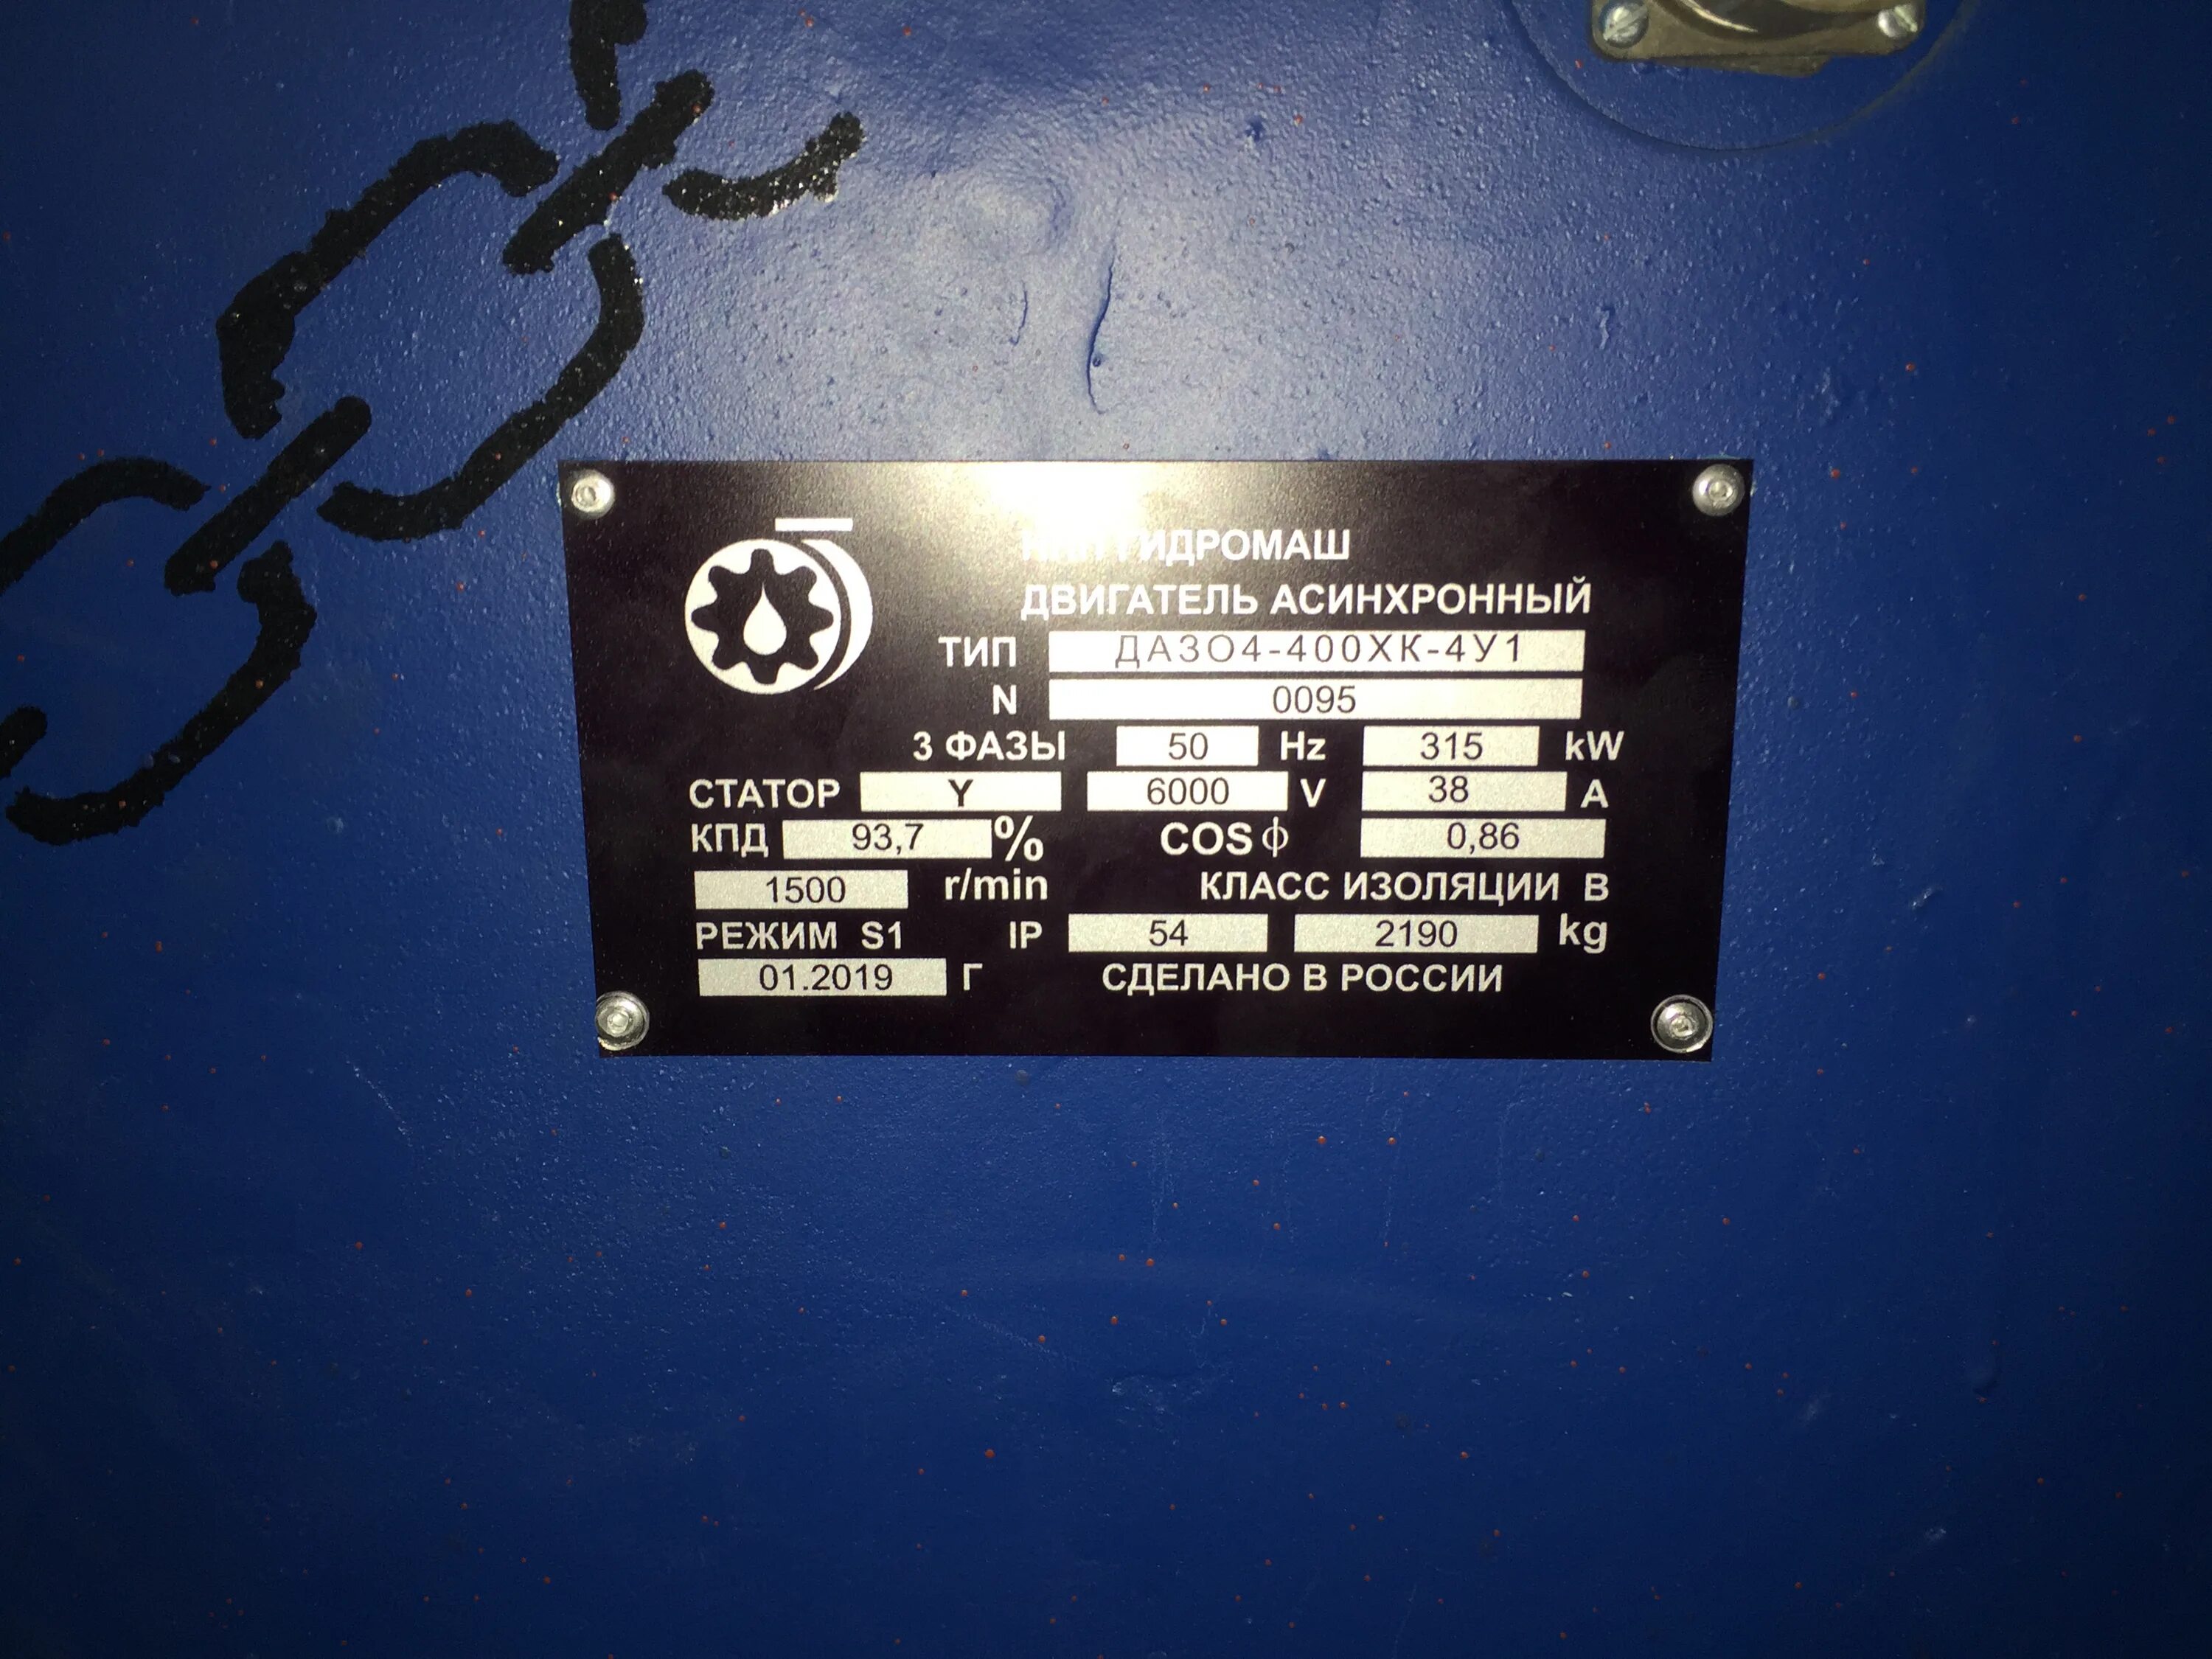 ГИДРОМАШ
ДВИГАТЕЛЬ АСИНХРОННЫЙ
ТИП ДАЗО4-400ХК-4У1
N 0095
3 ФАЗЫ 50 Hz 315 kW
СТАТОР Y 6000 V 38 A
КПД 93,7 % COS ϕ 0,86
1500 r/min КЛАСС ИЗОЛЯЦИИ B
РЕЖИМ S1 IP 54 2190 kg
01.2019 Г СДЕЛАНО В РОССИИ